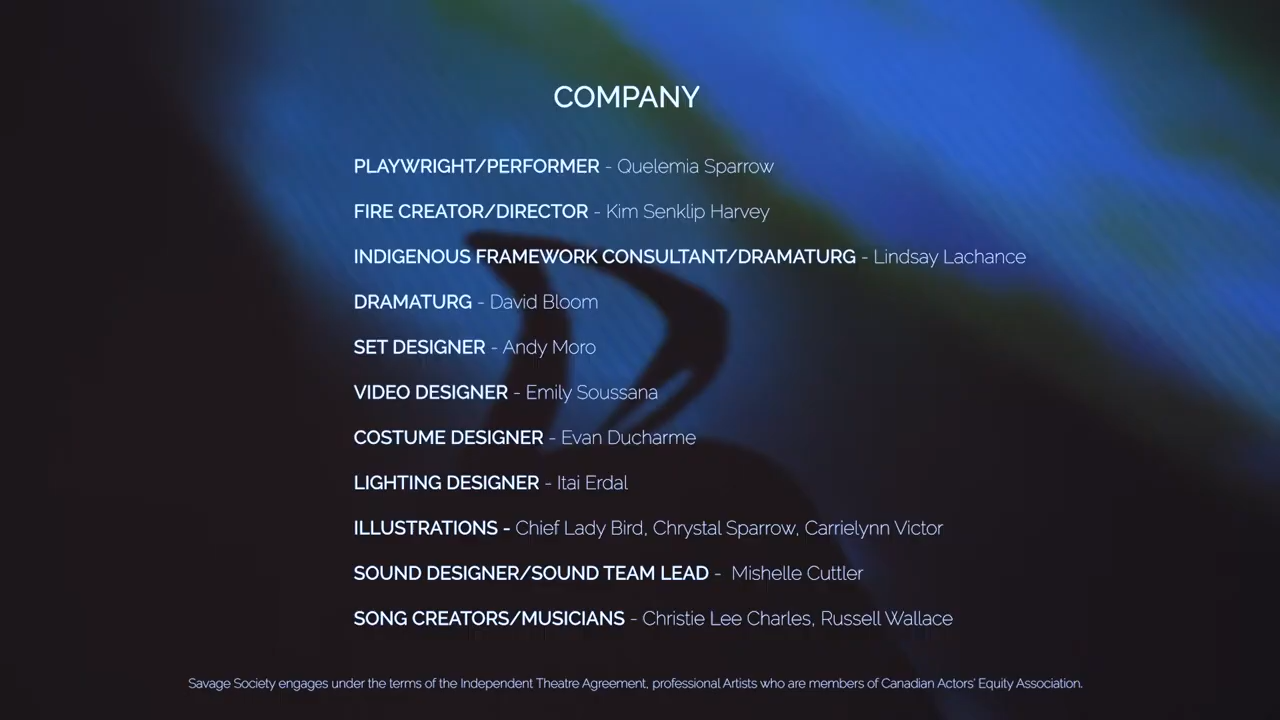 COMPANY
PLAYWRIGHT/PERFORMER - Quelemia Sparrow
FIRE CREATOR/DIRECTOR - Kim Senklip Harvey
INDIGENOUS FRAMEWORK CONSULTANT/DRAMATURG - Lindsay Lachance
DRAMATURG - David Bloom
SET DESIGNER - Andy Moro
VIDEO DESIGNER - Emily Soussana
COSTUME DESIGNER - Evan Ducharme
LIGHTING DESIGNER - Itai Erdal
ILLUSTRATIONS - Chief Lady Bird, Chrystal Sparrow, Carrielynn Victor
SOUND DESIGNER/SOUND TEAM LEAD - Mishelle Cuttler
SONG CREATORS/MUSICIANS - Christie Lee Charles, Russell Wallace
Savage Society engages under the terms of the Independent Theatre Agreement, professional Artists who are members of Canadian Actors' Equity Association.